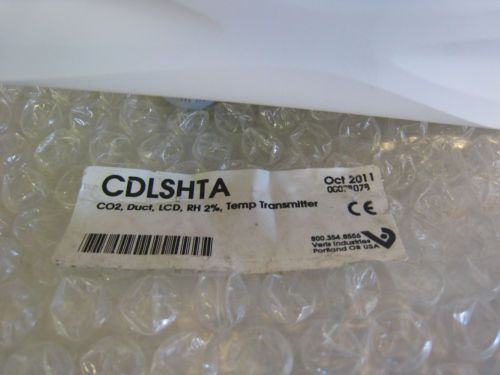 CDLSHTA
CO2, Duct, LCD, RH 2%, Temp Transmitter
Oct 2011
CE
800.354.8556
Veris Industries
Portland OR USA